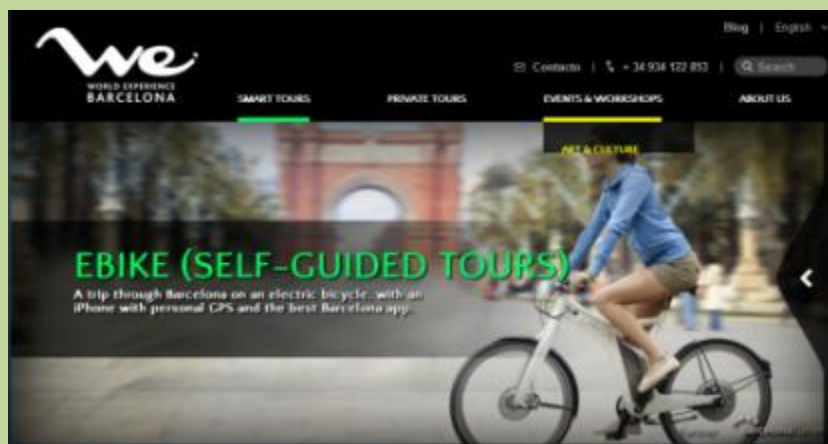 Blog | English
We
WORLD EXPERIENCE
BARCELONA
Contacto | + 34 934 122 853 | Search
SMART TOURS PRIVATE TOURS EVENTS & WORKSHOPS ABOUT US
ART & CULTURE
EBIKE (SELF-GUIDED TOURS)
A trip through Barcelona on an electric bicycle, with an
iPhone with personal GPS and the best Barcelona app.